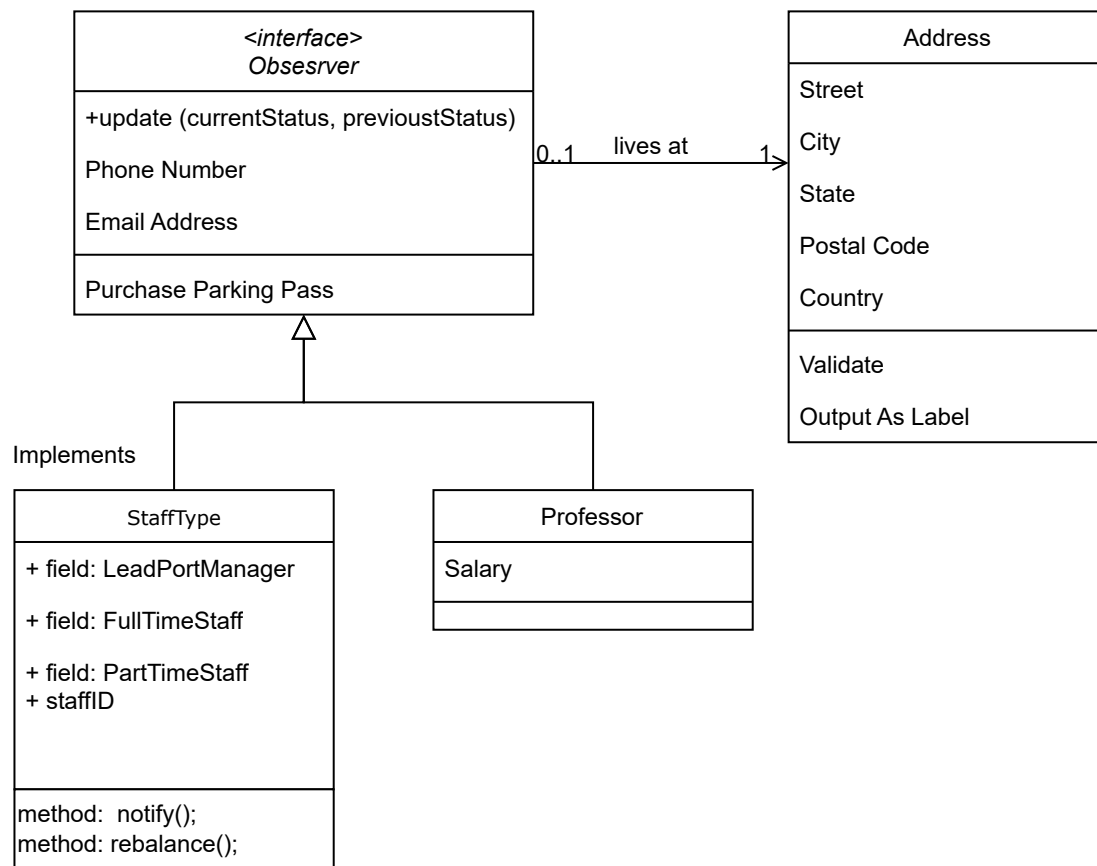 <interface>
Obsesrver
+update (currentStatus, previoustStatus)
Phone Number
Email Address
Purchase Parking Pass
0..1
lives at
1
Address
Street
City
State
Postal Code
Country
Validate
Output As Label
Implements
StaffType
+ field: LeadPortManager
+ field: FullTimeStaff
+ field: PartTimeStaff
+ staffID
method:  notify();
method: rebalance();
Professor
Salary